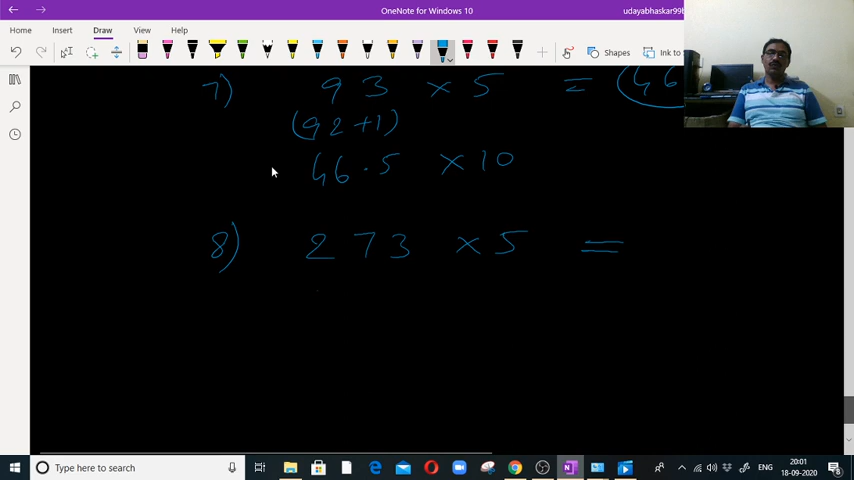 OneNote for Windows 10
udayabhaskar99
Home Insert Draw View Help
Shapes
Ink to
7) 93 × 5 = (46
(92+1)
46.5 × 10
8) 273 × 5 =
Type here to search
ENG
20:01
18-09-2020